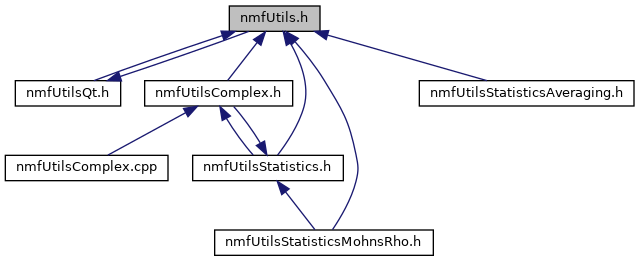 nmfUtils.h
nmfUtilsQt.h
nmfUtilsComplex.h
nmfUtilsStatisticsAveraging.h
nmfUtilsComplex.cpp
nmfUtilsStatistics.h
nmfUtilsStatisticsMohnsRho.h